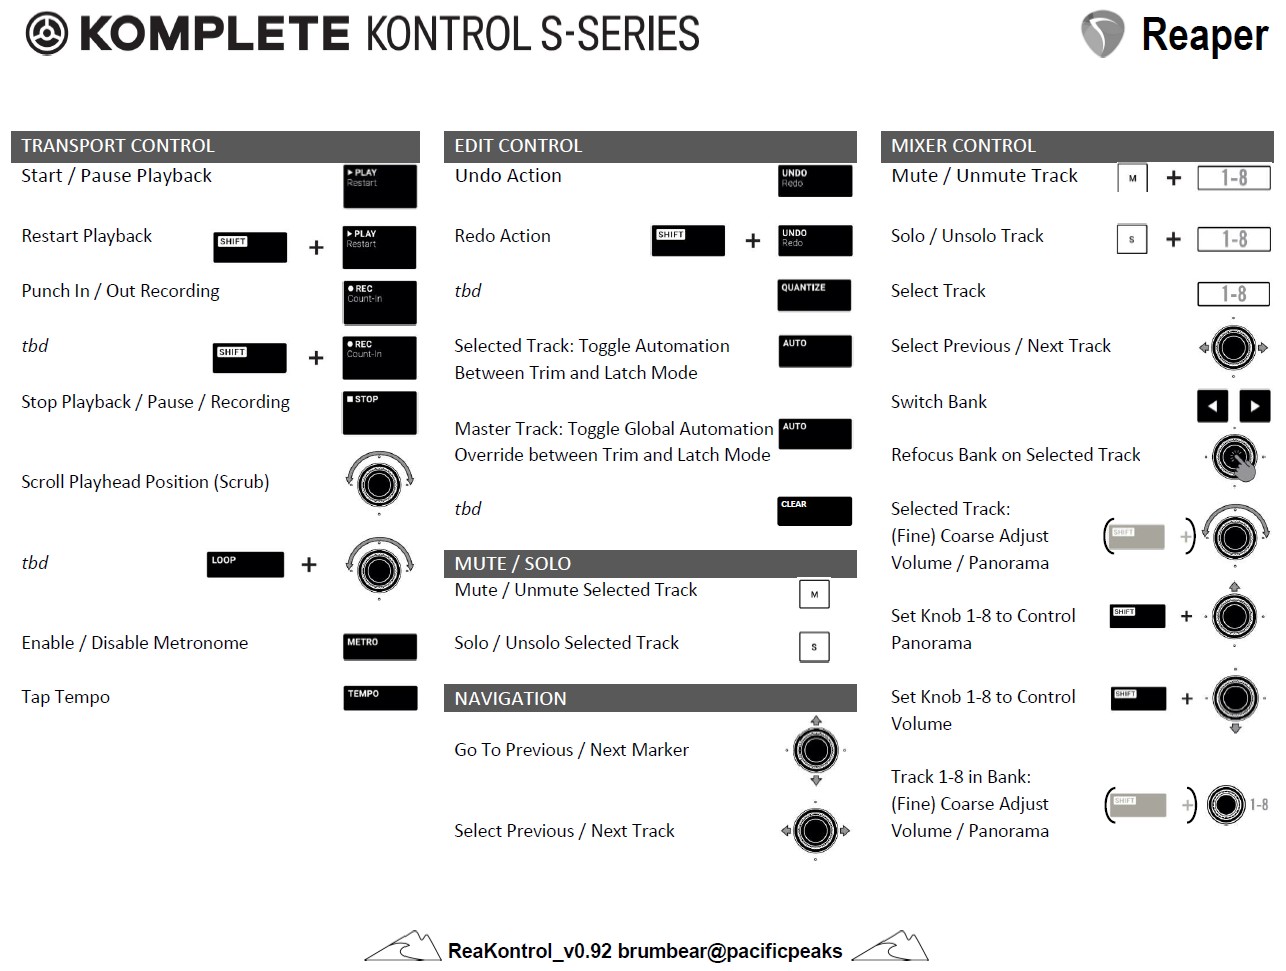 KOMPLETE KONTROL S-SERIES
Reaper
TRANSPORT CONTROL
Start / Pause Playback
▶ PLAY
Restart
Restart Playback
SHIFT
+
▶ PLAY
Restart
Punch In / Out Recording
● REC
Count-In
tbd
SHIFT
+
● REC
Count-In
Stop Playback / Pause / Recording
■ STOP
Scroll Playhead Position (Scrub)
tbd
LOOP
+
Enable / Disable Metronome
METRO
Tap Tempo
TEMPO
EDIT CONTROL
Undo Action
UNDO
Redo
Redo Action
SHIFT
+
UNDO
Redo
tbd
QUANTIZE
Selected Track: Toggle Automation
Between Trim and Latch Mode
AUTO
Master Track: Toggle Global Automation
Override between Trim and Latch Mode
AUTO
tbd
CLEAR
MUTE / SOLO
Mute / Unmute Selected Track
M
Solo / Unsolo Selected Track
S
NAVIGATION
Go To Previous / Next Marker
Select Previous / Next Track
MIXER CONTROL
Mute / Unmute Track
M
+
1-8
Solo / Unsolo Track
S
+
1-8
Select Track
1-8
Select Previous / Next Track
Switch Bank
Refocus Bank on Selected Track
Selected Track:
(Fine) Coarse Adjust
Volume / Panorama
(SHIFT +)
Set Knob 1-8 to Control
Panorama
SHIFT
+
Set Knob 1-8 to Control
Volume
SHIFT
+
Track 1-8 in Bank:
(Fine) Coarse Adjust
Volume / Panorama
(SHIFT +)
1-8
ReaKontrol_v0.92 brumbear@pacificpeaks